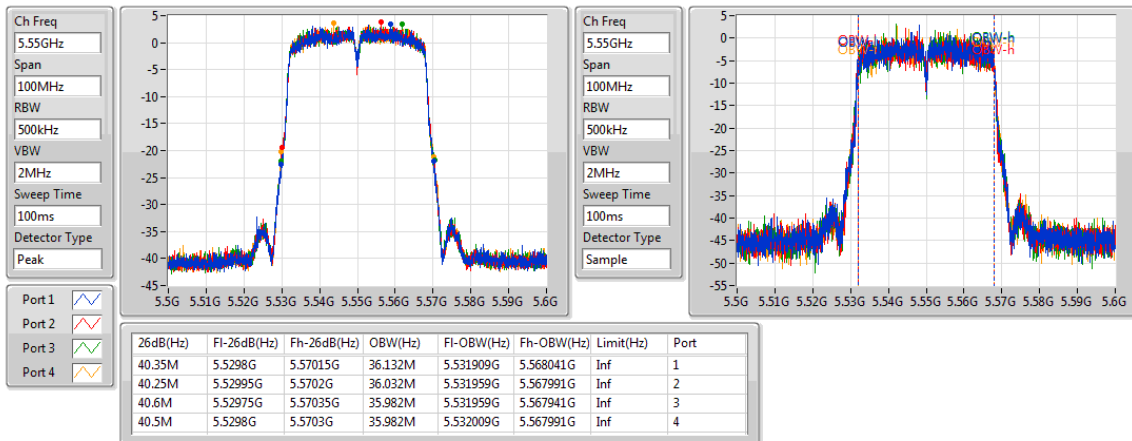 Ch Freq
5.55GHz
Span
100MHz
RBW
500kHz
VBW
2MHz
Sweep Time
100ms
Detector Type
Peak
5
0
-5
-10
-15
-20
-25
-30
-35
-40
-45
5.5G 5.51G 5.52G 5.53G 5.54G 5.55G 5.56G 5.57G 5.58G 5.59G 5.6G
Ch Freq
5.55GHz
Span
100MHz
RBW
500kHz
VBW
2MHz
Sweep Time
100ms
Detector Type
Sample
5
0
-5
-10
-15
-20
-25
-30
-35
-40
-45
-50
-55
OBW-h
5.5G 5.51G 5.52G 5.53G 5.54G 5.55G 5.56G 5.57G 5.58G 5.59G 5.6G
Port 1
Port 2
Port 3
Port 4
26dB(Hz) Fl-26dB(Hz) Fh-26dB(Hz) OBW(Hz) Fl-OBW(Hz) Fh-OBW(Hz) Limit(Hz) Port
40.35M 5.5298G 5.57015G 36.132M 5.531909G 5.568041G Inf 1
40.25M 5.52995G 5.5702G 36.032M 5.531959G 5.567991G Inf 2
40.6M 5.52975G 5.57035G 35.982M 5.531959G 5.567941G Inf 3
40.5M 5.5298G 5.5703G 35.982M 5.532009G 5.567991G Inf 4